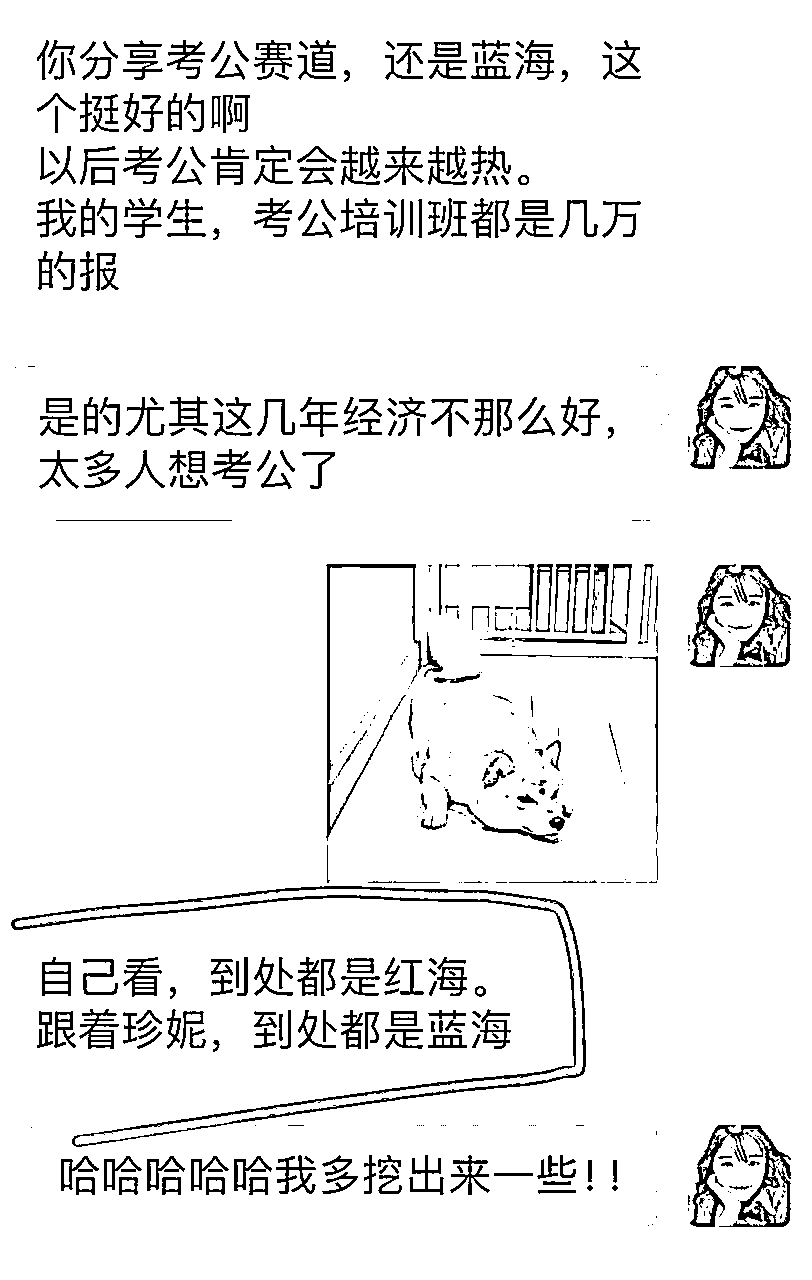 你分享考公赛道，还是蓝海，这
个挺好的啊
以后考公肯定会越来越热。
我的学生，考公培训班都是几万
的报
是的尤其这几年经济不那么好，
太多人想考公了
自己看，到处都是红海。
跟着珍妮，到处都是蓝海
哈哈哈哈哈我多挖出来一些！！